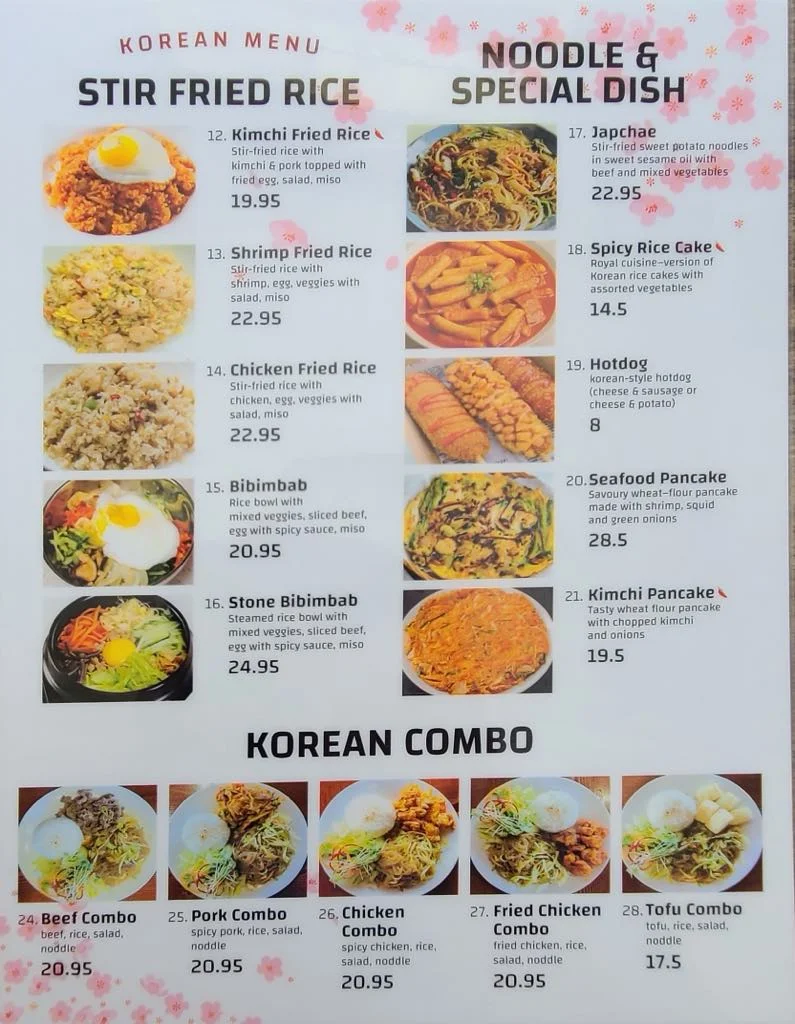 KOREAN MENU
STIR FRIED RICE
12. Kimchi Fried Rice
Stir-fried rice with
kimchi & pork topped with
fried egg, salad, miso
19.95
13. Shrimp Fried Rice
Stir-fried rice with
shrimp, egg, veggies with
salad, miso
22.95
14. Chicken Fried Rice
Stir-fried rice with
chicken, egg, veggies with
salad, miso
22.95
15. Bibimbab
Rice bowl with
mixed veggies, sliced beef,
egg with spicy sauce, miso
20.95
16. Stone Bibimbab
Steamed rice bowl with
mixed veggies, sliced beef,
egg with spicy sauce, miso
24.95
NOODLE &
SPECIAL DISH
17. Japchae
Stir-fried sweet potato noodles
in sweet sesame oil with
beef and mixed vegetables
22.95
18. Spicy Rice Cake
Royal cuisine-version of
Korean rice cakes with
assorted vegetables
14.5
19. Hotdog
korean-style hotdog
(cheese & sausage or
cheese & potato)
8
20. Seafood Pancake
Savoury wheat-flour pancake
made with shrimp, squid
and green onions
28.5
21. Kimchi Pancake
Tasty wheat flour pancake
with chopped kimchi
and onions
19.5
KOREAN COMBO
24. Beef Combo
beef, rice, salad,
noddle
20.95
25. Pork Combo
spicy pork, rice, salad,
noddle
20.95
26. Chicken
Combo
spicy chicken, rice,
salad, noddle
20.95
27. Fried Chicken
Combo
fried chicken, rice,
salad, noddle
20.95
28. Tofu Combo
tofu, rice, salad,
noddle
17.5